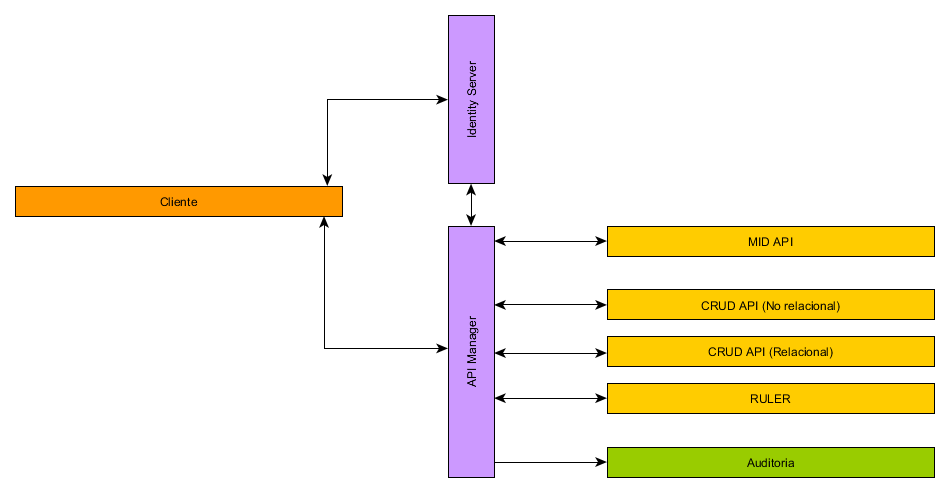 Identity Server
Cliente
API Manager
MID API
CRUD API (No relacional)
CRUD API (Relacional)
RULER
Auditoria